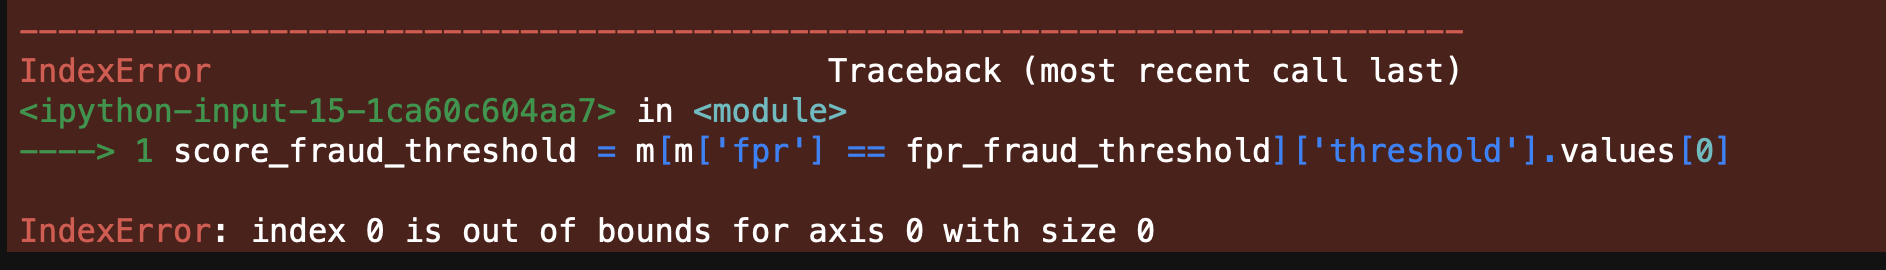 ---------------------------------------------------------------------------
IndexError                                Traceback (most recent call last)
<ipython-input-15-1ca60c604aa7> in <module>
----> 1 score_fraud_threshold = m[m['fpr'] == fpr_fraud_threshold]['threshold'].values[0]
IndexError: index 0 is out of bounds for axis 0 with size 0